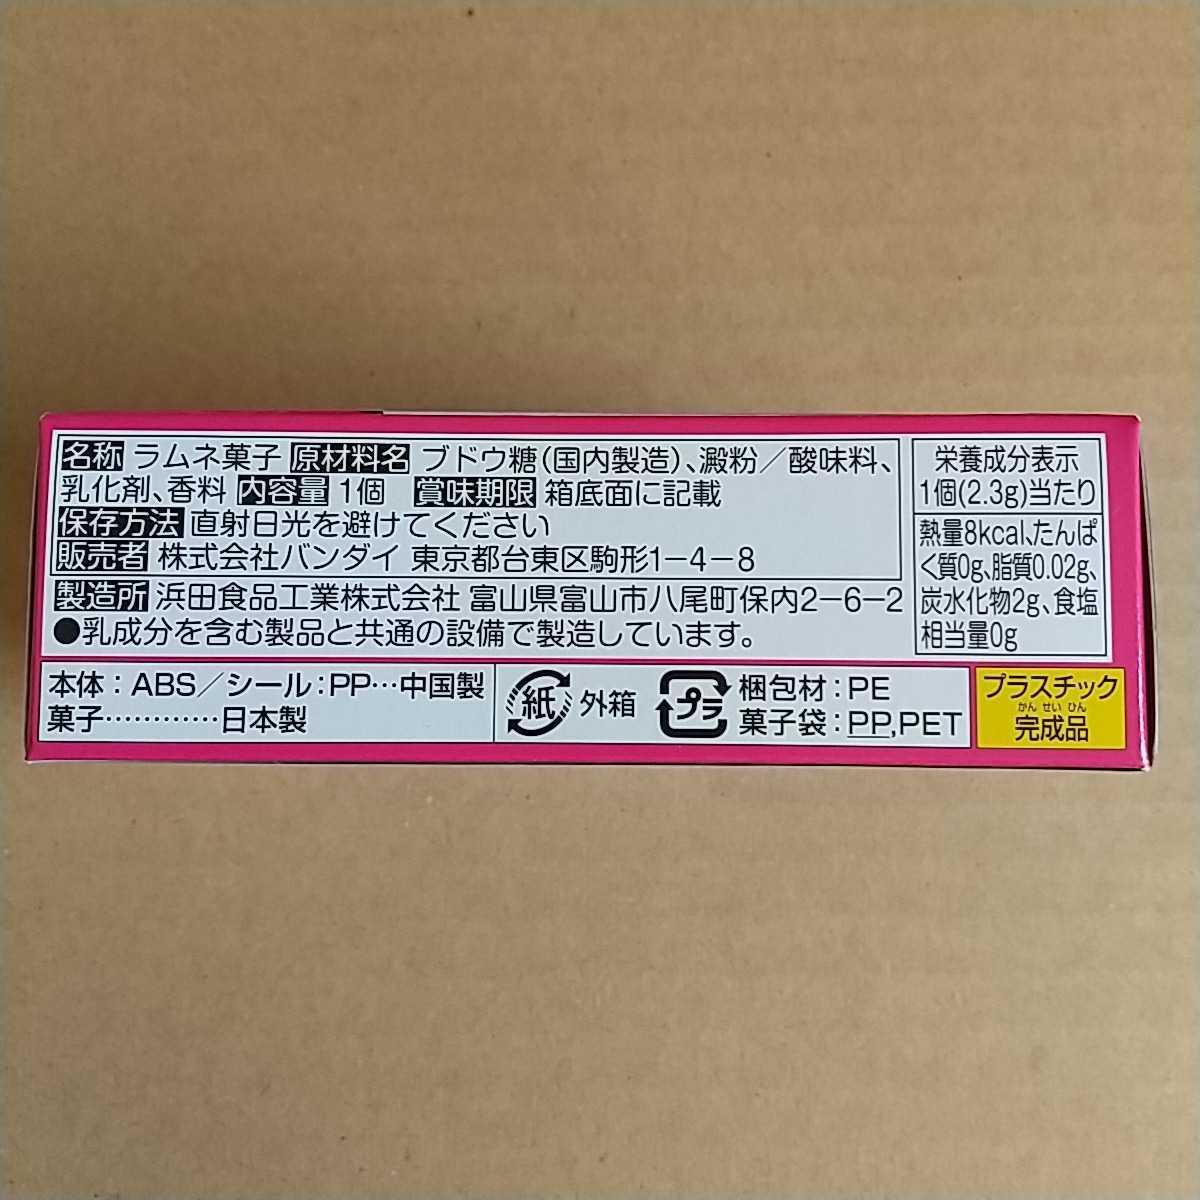 名称 ラムネ菓子 原材料名 ブドウ糖(国内製造)、澱粉／酸味料、
乳化剤、香料 内容量 1個 賞味期限 箱底面に記載
保存方法 直射日光を避けてください
販売者 株式会社バンダイ 東京都台東区駒形1−4−8
製造所 浜田食品工業株式会社 富山県富山市八尾町保内2−6−2
●乳成分を含む製品と共通の設備で製造しています。
栄養成分表示
1個(2.3g)当たり
熱量8kcal、たんぱ
く質0g、脂質0.02g、
炭水化物2g、食塩
相当量0g
本体：ABS／シール：PP…中国製
菓子…………日本製
紙 外箱
プラ 梱包材：PE
菓子袋：PP,PET
プラスチック
かん せい ひん
完成品